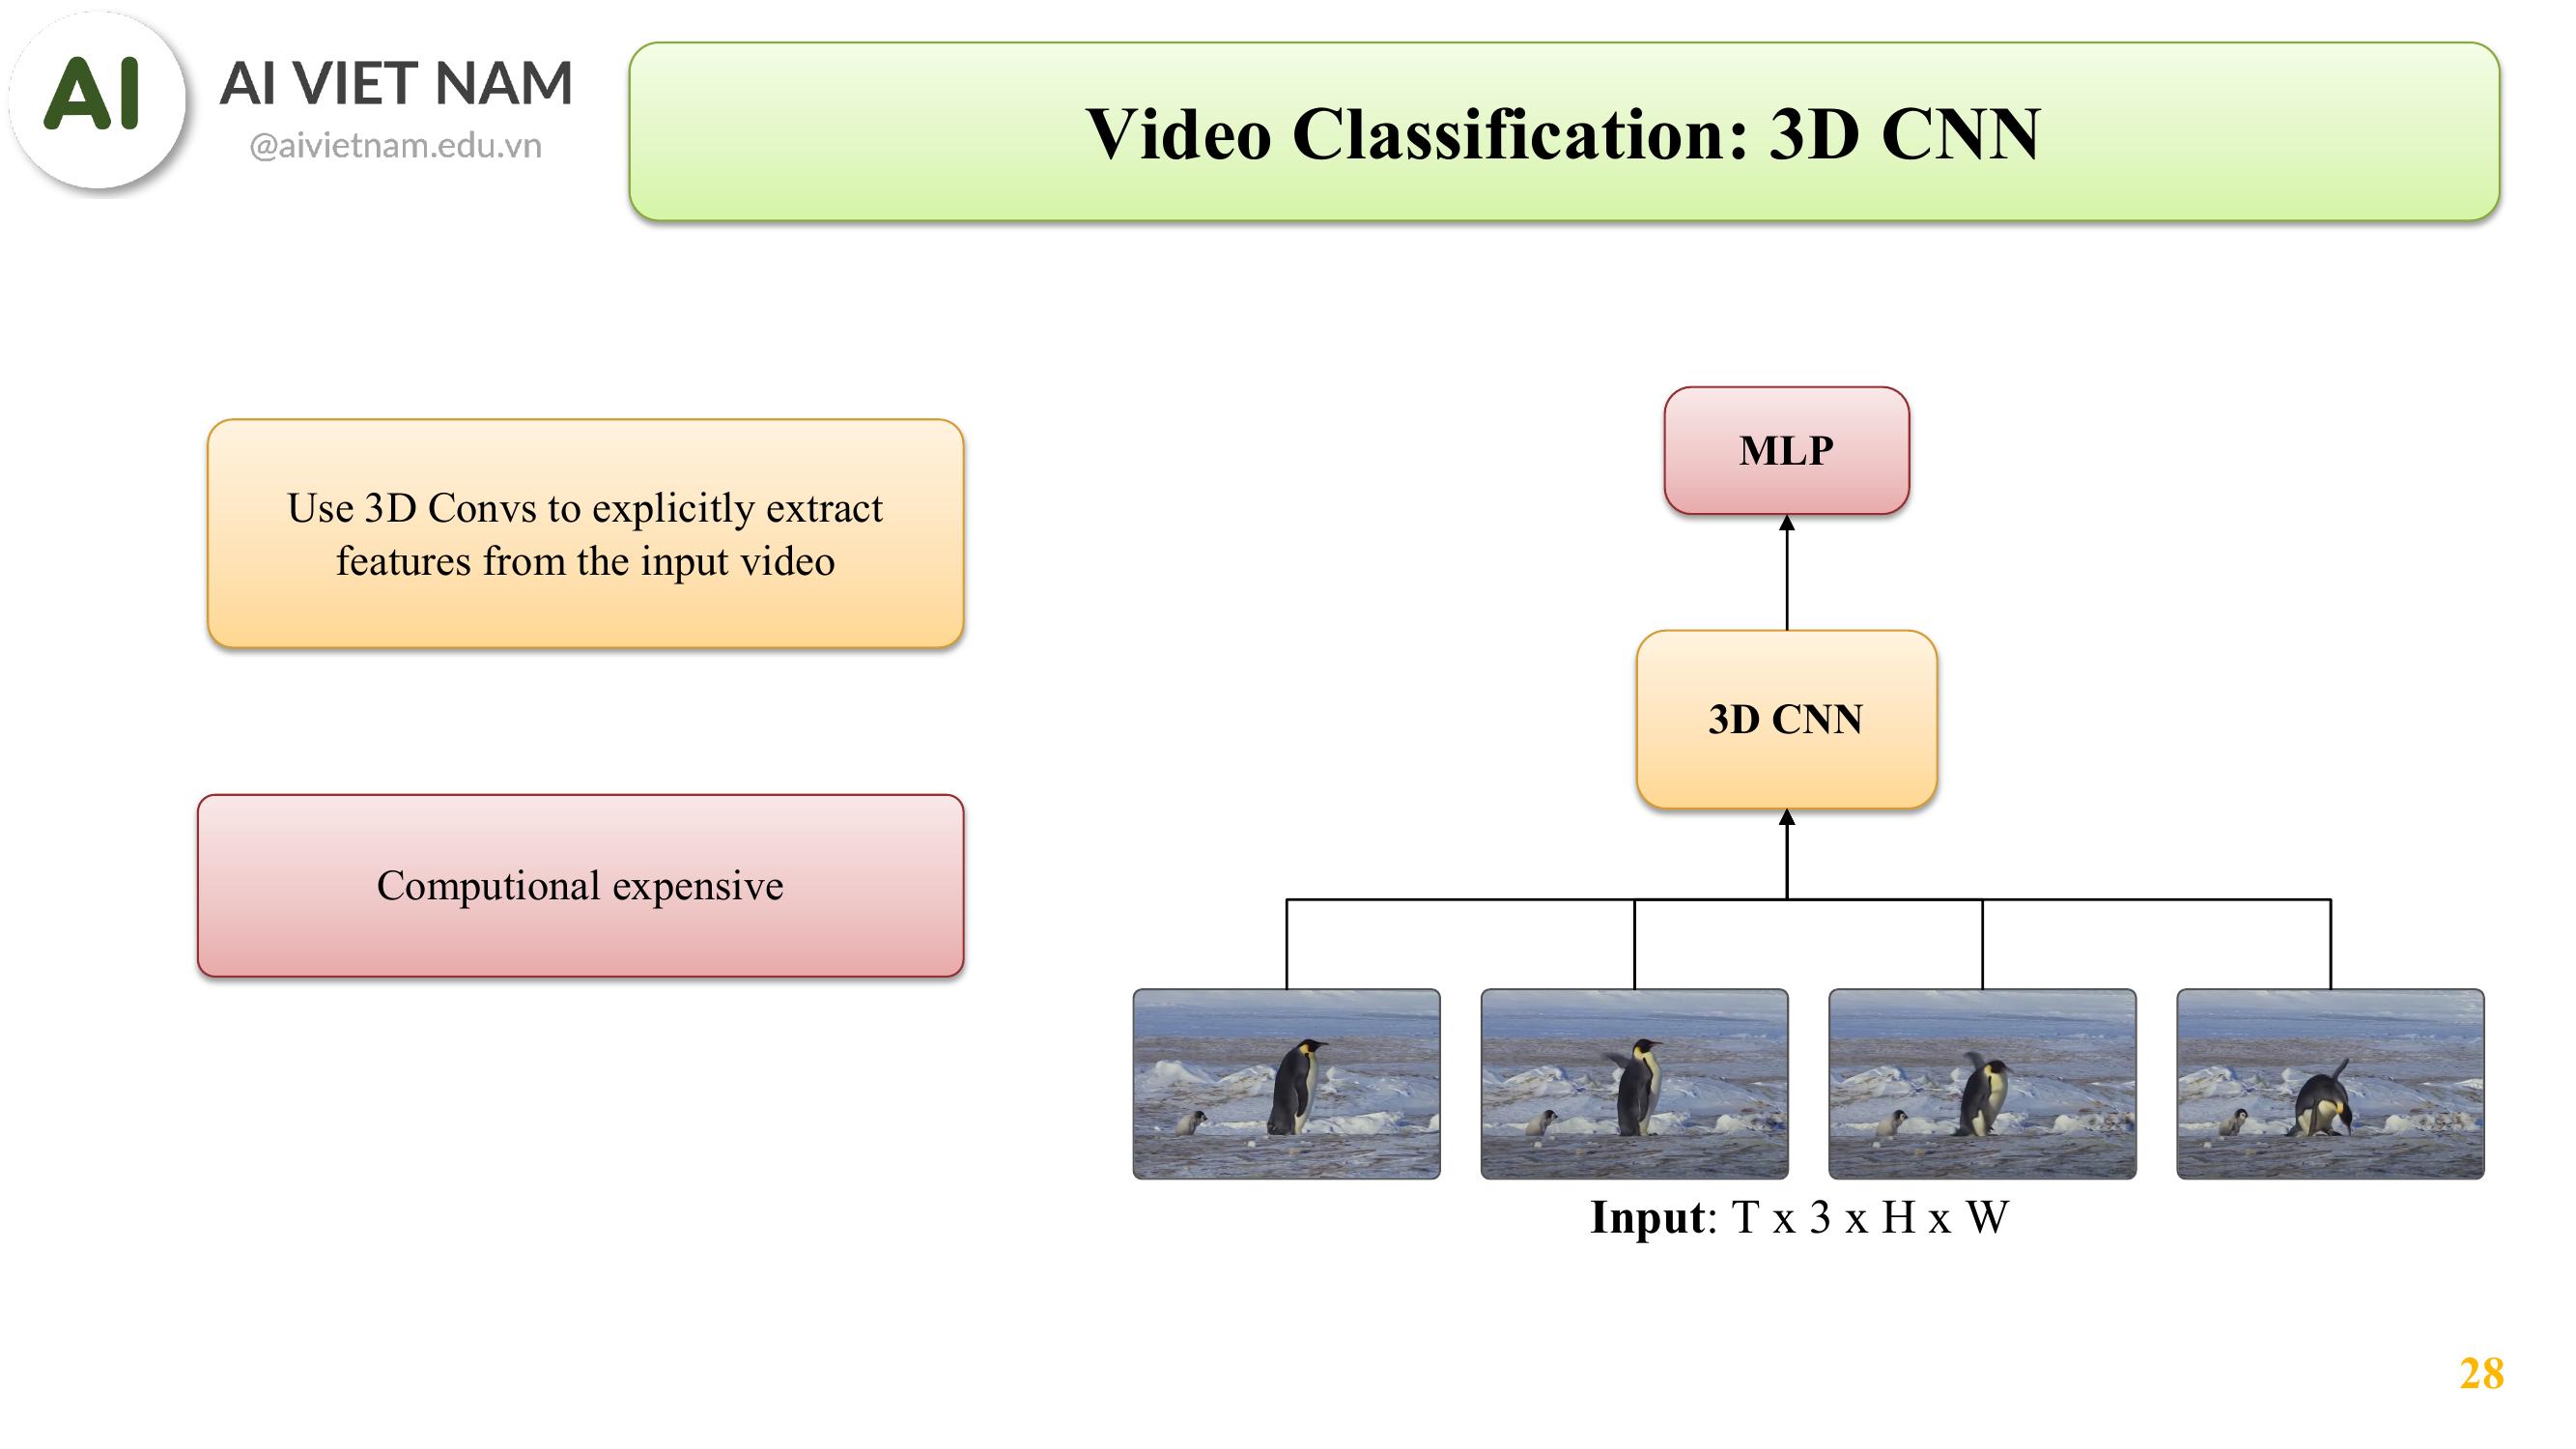 AI
AI VIET NAM
@aivietnam.edu.vn
Video Classification: 3D CNN
Use 3D Convs to explicitly extract
features from the input video
Computional expensive
MLP
3D CNN
Input: T x 3 x H x W
28